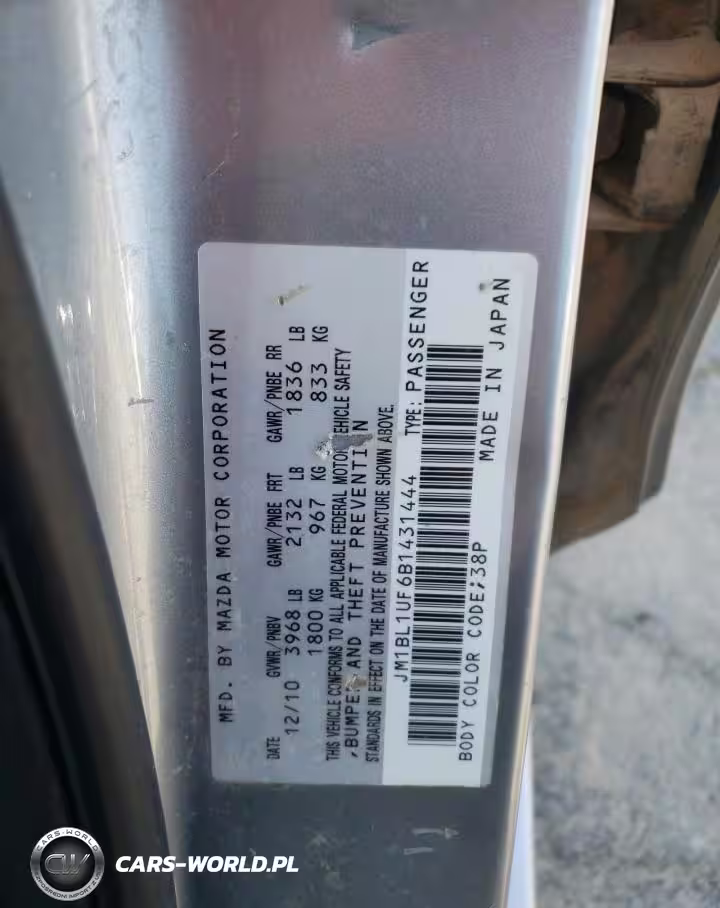 MFD. BY MAZDA MOTOR CORPORATION
DATE GVWR/PNBV GAWR/PNBE FRT GAWR/PNBE RR
12/10 3968 LB 2132 LB 1836 LB
1800 KG 967 KG 833 KG
THIS VEHICLE CONFORMS TO ALL APPLICABLE FEDERAL MOTOR VEHICLE SAFETY
,BUMPER AND THEFT PREVENTION
STANDARDS IN EFFECT ON THE DATE OF MANUFACTURE SHOWN ABOVE.
JM1BL1UF6B1431444 TYPE: PASSENGER
BODY COLOR CODE:38P MADE IN JAPAN
CARS-WORLD
CW
CARS-WORLD.PL